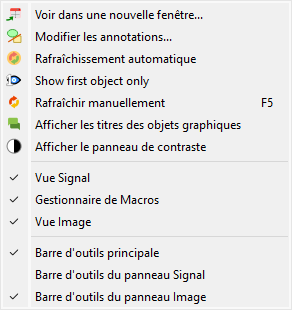 Voir dans une nouvelle fenêtre...
Modifier les annotations...
Rafraîchissement automatique
Show first object only
Rafraîchir manuellement F5
Afficher les titres des objets graphiques
Afficher le panneau de contraste
Vue Signal
Gestionnaire de Macros
Vue Image
Barre d'outils principale
Barre d'outils du panneau Signal
Barre d'outils du panneau Image